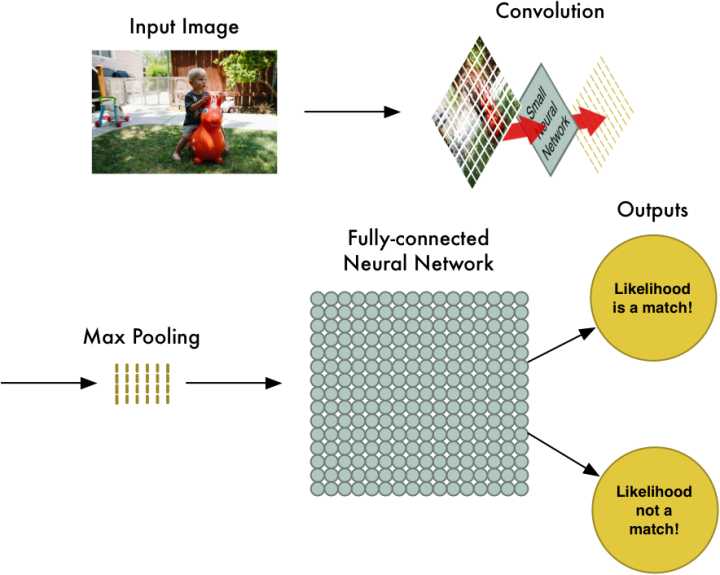 Input Image
Convolution
Small
Neural
Network
Outputs
Fully-connected
Neural Network
Likelihood
is a match!
Max Pooling
Likelihood
not a
match!